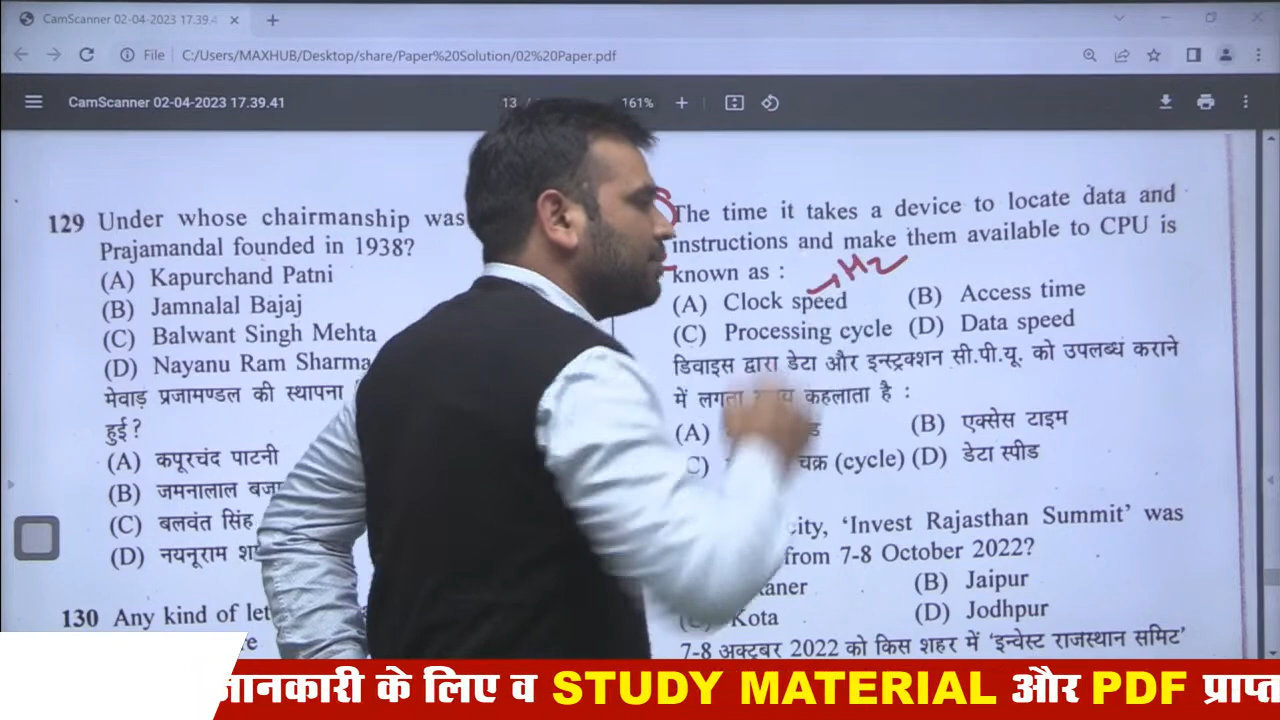 CamScanner 02-04-2023 17.39.4
File C:/Users/MAXHUB/Desktop/share/Paper%20Solution/02%20Paper.pdf
CamScanner 02-04-2023 17.39.41 13 / 161%
129 Under whose chairmanship was
Prajamandal founded in 1938?
(A) Kapurchand Patni
(B) Jamnalal Bajaj
(C) Balwant Singh Mehta
(D) Nayanu Ram Sharma
मेवाड़ प्रजामण्डल की स्थापना
हुई?
(A) कपूरचंद पाटनी
(B) जमनालाल
(C) बलवंत सिंह
(D) नयनूराम
130 Any kind of
The time it takes a device to locate data and
instructions and make them available to CPU is
known as :
Hz
(A) Clock speed (B) Access time
(C) Processing cycle (D) Data speed
डिवाइस द्वारा डेटा और इन्स्ट्रक्शन सी.पी.यू. को उपलब्ध कराने
में कहलाता है :
(A) (B) एक्सेस टाइम
चक्र (cycle) (D) डेटा स्पीड
'Invest Rajasthan Summit' was
from 7-8 October 2022?
(B) Jaipur
Kota (D) Jodhpur
7-8 अक्टूबर 2022 को किस शहर में 'इन्वेस्ट राजस्थान समिट'
के लिए व STUDY MATERIAL और PDF प्राप्त